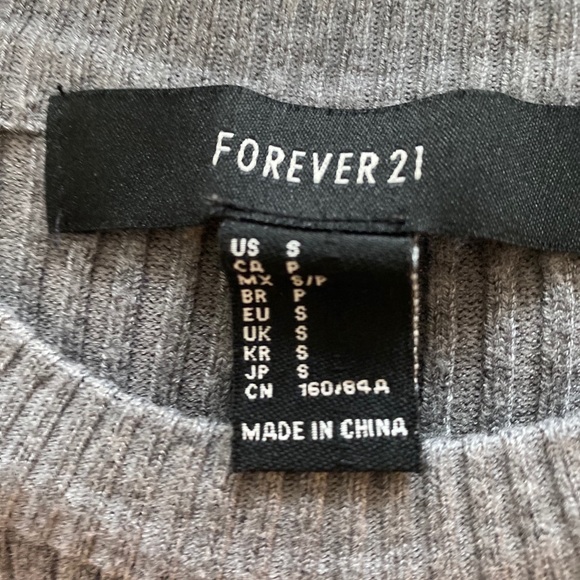 FOREVER 21
US S
CA P
MX S/P
BR P
EU S
UK S
KR S
JP S
CN 160/84A
MADE IN CHINA